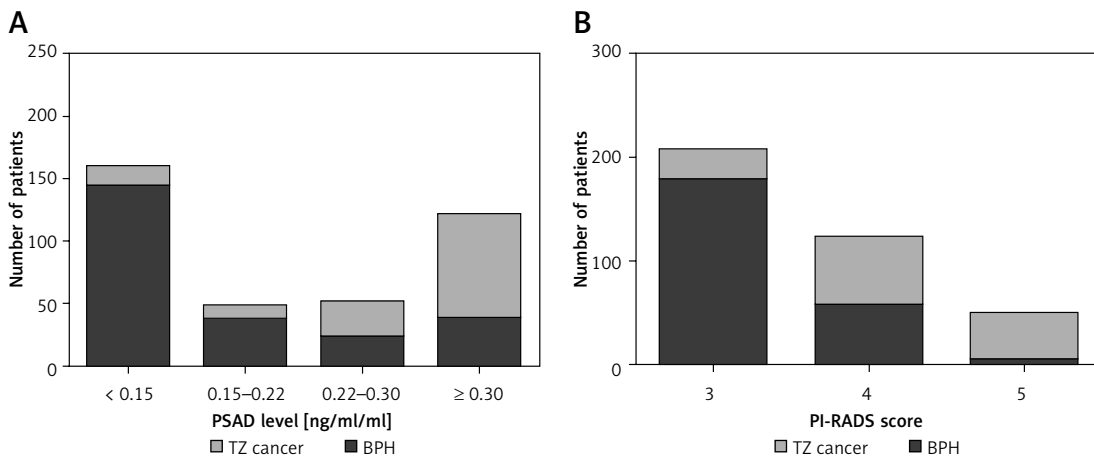 A
Number of patients
250
200
150
100
50
0
< 0.15 0.15–0.22 0.22–0.30 ≥ 0.30
PSAD level [ng/ml/ml]
TZ cancer BPH
B
Number of patients
300
200
100
0
3 4 5
PI-RADS score
TZ cancer BPH